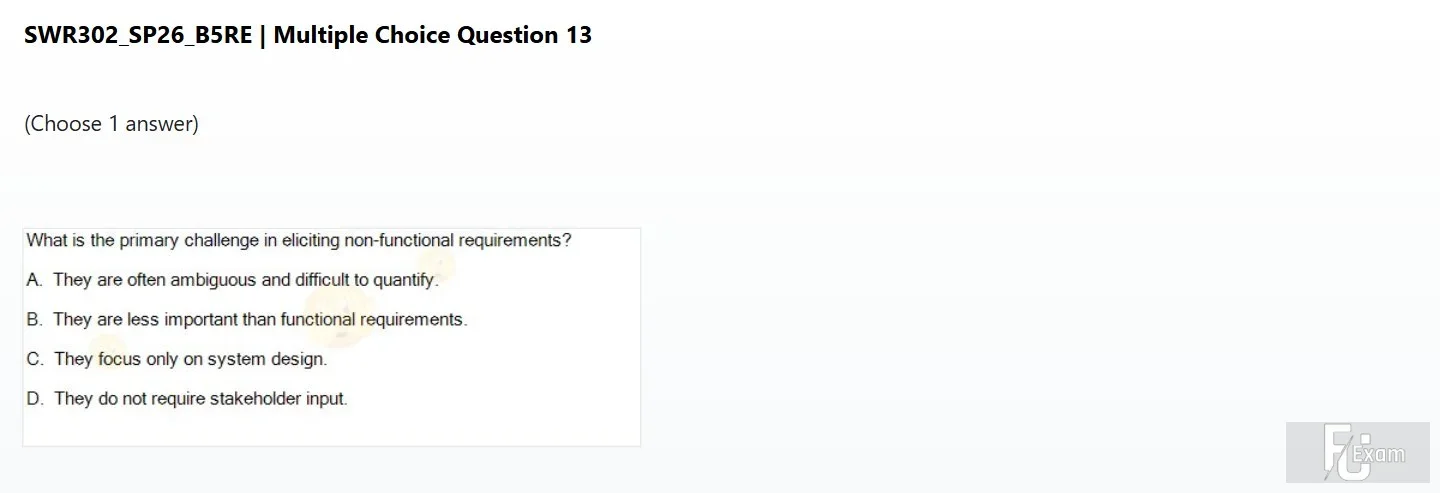 SWR302_SP26_B5RE | Multiple Choice Question 13
(Choose 1 answer)
What is the primary challenge in eliciting non-functional requirements?
A. They are often ambiguous and difficult to quantify.
B. They are less important than functional requirements.
C. They focus only on system design.
D. They do not require stakeholder input.
FU Exam